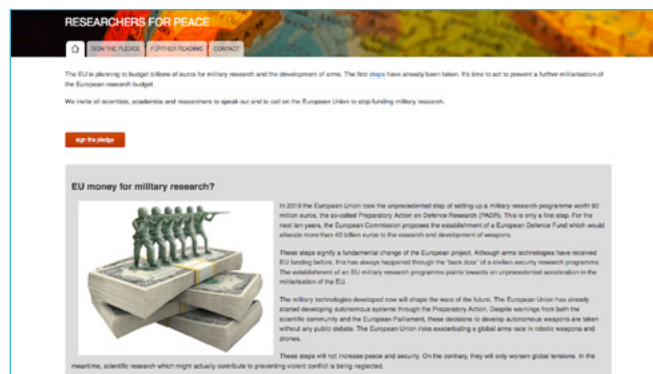 RESEARCHERS FOR PEACE
SIGN THE PLEDGE
FURTHER READING
CONTACT
The EU is planning to budget billions of euros for military research and the development of arms. The first steps have already been taken. It's time to act to prevent a further militarisation of
the European research budget.
We invite all scientists, academics and researchers to speak out and to call on the European Union to stop funding military research.
sign the pledge
EU money for military research?
In 2016 the European Union took the unprecedented step of setting up a military research programme worth 90
million euros, the so-called Preparatory Action on Defence Research (PADR). This is only a first step. For the
next ten years, the European Commission proposes the establishment of a European Defence Fund which would
allocate more than 40 billion euros to the research and development of weapons.
These steps signify a fundamental change of the European project. Although arms technologies have received
EU funding before, this has always happened through the 'back door' of a civilian security research programme.
The establishment of an EU military research programme points towards an unprecedented acceleration in the
militarisation of the EU.
The military technologies developed now will shape the wars of the future. The European Union has already
started developing autonomous systems through the Preparatory Action. Despite warnings from both the
scientific community and the European Parliament, these decisions to develop autonomous weapons are taken
without any public debate. The European Union risks exacerbating a global arms race in robotic weapons and
drones.
These steps will not increase peace and security. On the contrary, they will only worsen global tensions. In the
meantime, scientific research which might actually contribute to preventing violent conflict is being neglected.